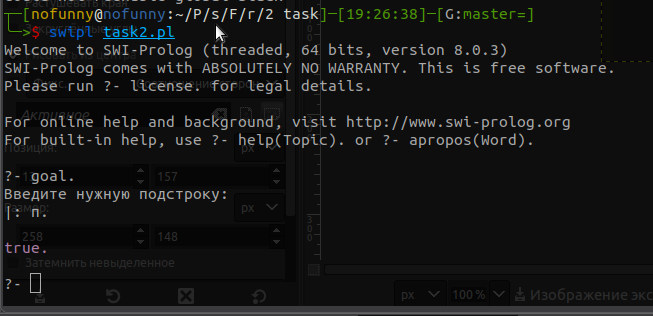 [nofunny@nofunny:~/P/s/F/r/2 task]─[19:26:38]─[G:master=]
>$ swipl task2.pl
Welcome to SWI-Prolog (threaded, 64 bits, version 8.0.3)
SWI-Prolog comes with ABSOLUTELY NO WARRANTY. This is free software.
Please run ?- license. for legal details.
Активное
For online help and background, visit http://www.swi-prolog.org
For built-in help, use ?- help(Topic). or ?- apropos(Word).
Позиция: px
?- goal.
157
Введите нужную подстроку:
Размер: px
|: п.
258 148
true.
Затемнить невыделенное
?-
px 100% Изображение экс